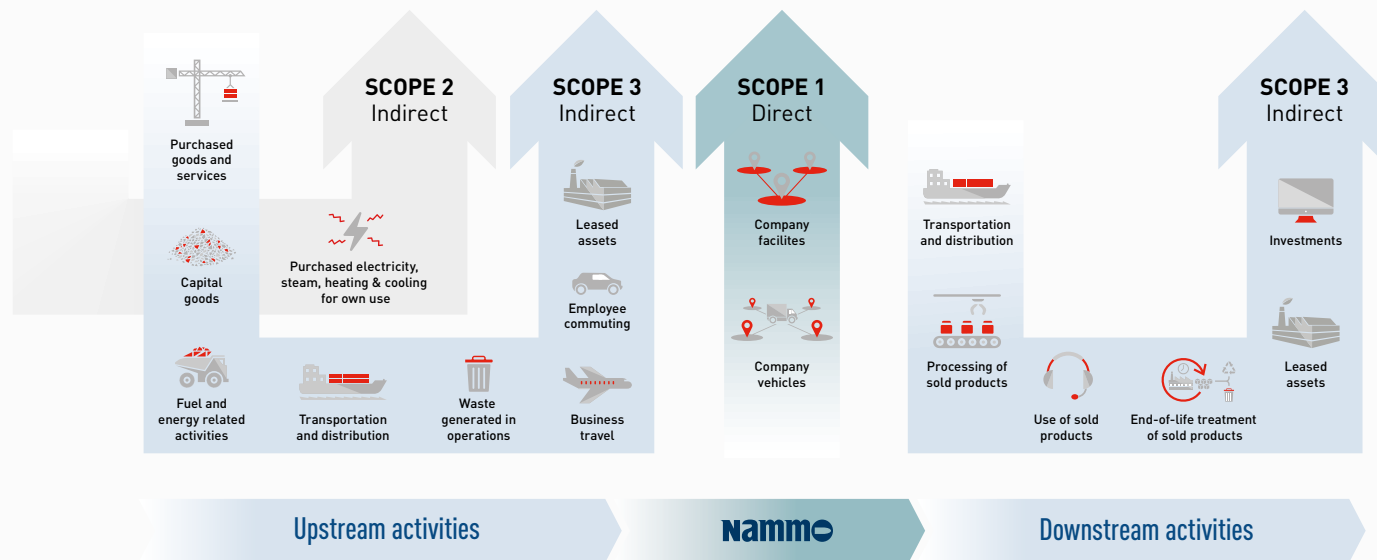 SCOPE 2
Indirect
SCOPE 3
Indirect
SCOPE 1
Direct
SCOPE 3
Indirect
Purchased
goods and
services
Capital
goods
Fuel and
energy related
activities
Purchased electricity,
steam, heating & cooling
for own use
Transportation
and distribution
Waste
generated in
operations
Leased
assets
Employee
commuting
Business
travel
Company
facilites
Company
vehicles
Transportation
and distribution
Processing of
sold products
Use of sold
products
End-of-life treatment
of sold products
Investments
Leased
assets
Upstream activities
Nammo
Downstream activities